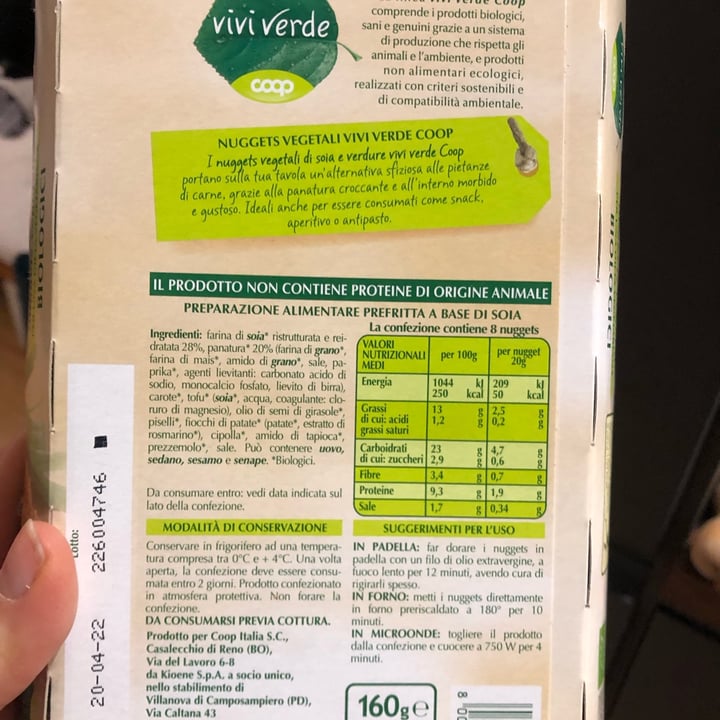 vivi verde
coop
comprende i prodotti biologici,
sani e genuini grazie a un sistema
di produzione che rispetta gli
animali e l'ambiente, e prodotti
non alimentari ecologici,
realizzati con criteri sostenibili e
di compatibilità ambientale.
NUGGETS VEGETALI VIVI VERDE COOP
I nuggets vegetali di soia e verdure vivi verde Coop
portano sulla tua tavola un'alternativa sfiziosa alle pietanze
di carne, grazie alla panatura croccante e all'interno morbido
e gustoso. Ideali anche per essere consumati come snack,
aperitivo o antipasto.
IL PRODOTTO NON CONTIENE PROTEINE DI ORIGINE ANIMALE
PREPARAZIONE ALIMENTARE PREFRITTA A BASE DI SOIA
Ingredienti: farina di soia* ristrutturata e rei-
dratata 28%, panatura* 20% (farina di grano*,
farina di mais*, amido di grano*, sale, pa-
prika*, agenti lievitanti: carbonato acido di
sodio, monocalcio fosfato, lievito di birra),
carote*, tofu* (soia*, acqua, coagulante: clo-
ruro di magnesio), olio di semi di girasole*,
piselli*, fiocchi di patate* (patate*, estratto di
rosmarino*), cipolla*, amido di tapioca*,
prezzemolo*, sale. Può contenere uovo,
sedano, sesamo e senape. *Biologici.
Da consumare entro: vedi data indicata sul
lato della confezione.
La confezione contiene 8 nuggets
VALORI NUTRIZIONALI MEDI per 100g per nugget 20g
Energia 1044 kJ 209 kJ
250 kcal 50 kcal
Grassi 13 g 2,5 g
di cui: acidi grassi saturi 1,2 g 0,2 g
Carboidrati 23 g 4,7 g
di cui: zuccheri 2,9 g 0,6 g
Fibre 3,4 g 0,7 g
Proteine 9,3 g 1,9 g
Sale 1,7 g 0,34 g
MODALITÀ DI CONSERVAZIONE
Conservare in frigorifero ad una tempera-
tura compresa tra 0°C e + 4°C. Una volta
aperta, la confezione deve essere consu-
mata entro 2 giorni. Prodotto confezionato
in atmosfera protettiva. Non forare la
confezione.
DA CONSUMARSI PREVIA COTTURA.
Prodotto per Coop Italia S.C.,
Casalecchio di Reno (BO),
Via del Lavoro 6-8
da Kioene S.p.A. a socio unico,
nello stabilimento di
Villanova di Camposampiero (PD),
Via Caltana 43
SUGGERIMENTI PER L'USO
IN PADELLA: far dorare i nuggets in
padella con un filo di olio extravergine, a
fuoco lento per 12 minuti, avendo cura di
rigirarli spesso.
IN FORNO: metti i nuggets direttamente
in forno preriscaldato a 180° per 10
minuti.
IN MICROONDE: togliere il prodotto
dalla confezione e cuocere a 750 W per 4
minuti.
160g e
8
Lotto:
226004746
20-04-22
BIOLOGICI